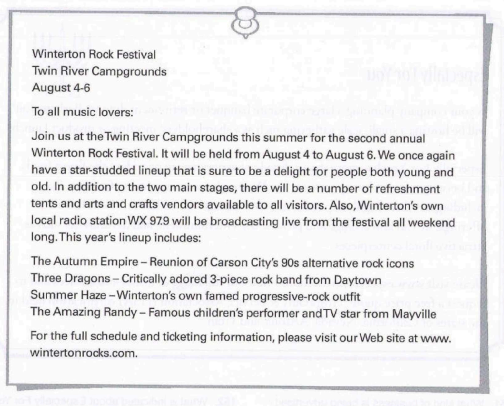 Winterton Rock Festival
Twin River Campgrounds
August 4-6
To all music lovers:
Join us at the Twin River Campgrounds this summer for the second annual
Winterton Rock Festival. It will be held from August 4 to August 6. We once again
have a star-studded lineup that is sure to be a delight for people both young and
old. In addition to the two main stages, there will be a number of refreshment
tents and arts and crafts vendors available to all visitors. Also, Winterton's own
local radio station WX 97.9 will be broadcasting live from the festival all weekend
long. This year's lineup includes:
The Autumn Empire – Reunion of Carson City's 90s alternative rock icons
Three Dragons – Critically adored 3-piece rock band from Daytown
Summer Haze – Winterton's own famed progressive-rock outfit
The Amazing Randy – Famous children's performer and TV star from Mayville
For the full schedule and ticketing information, please visit our Web site at www.
wintertonrocks.com.